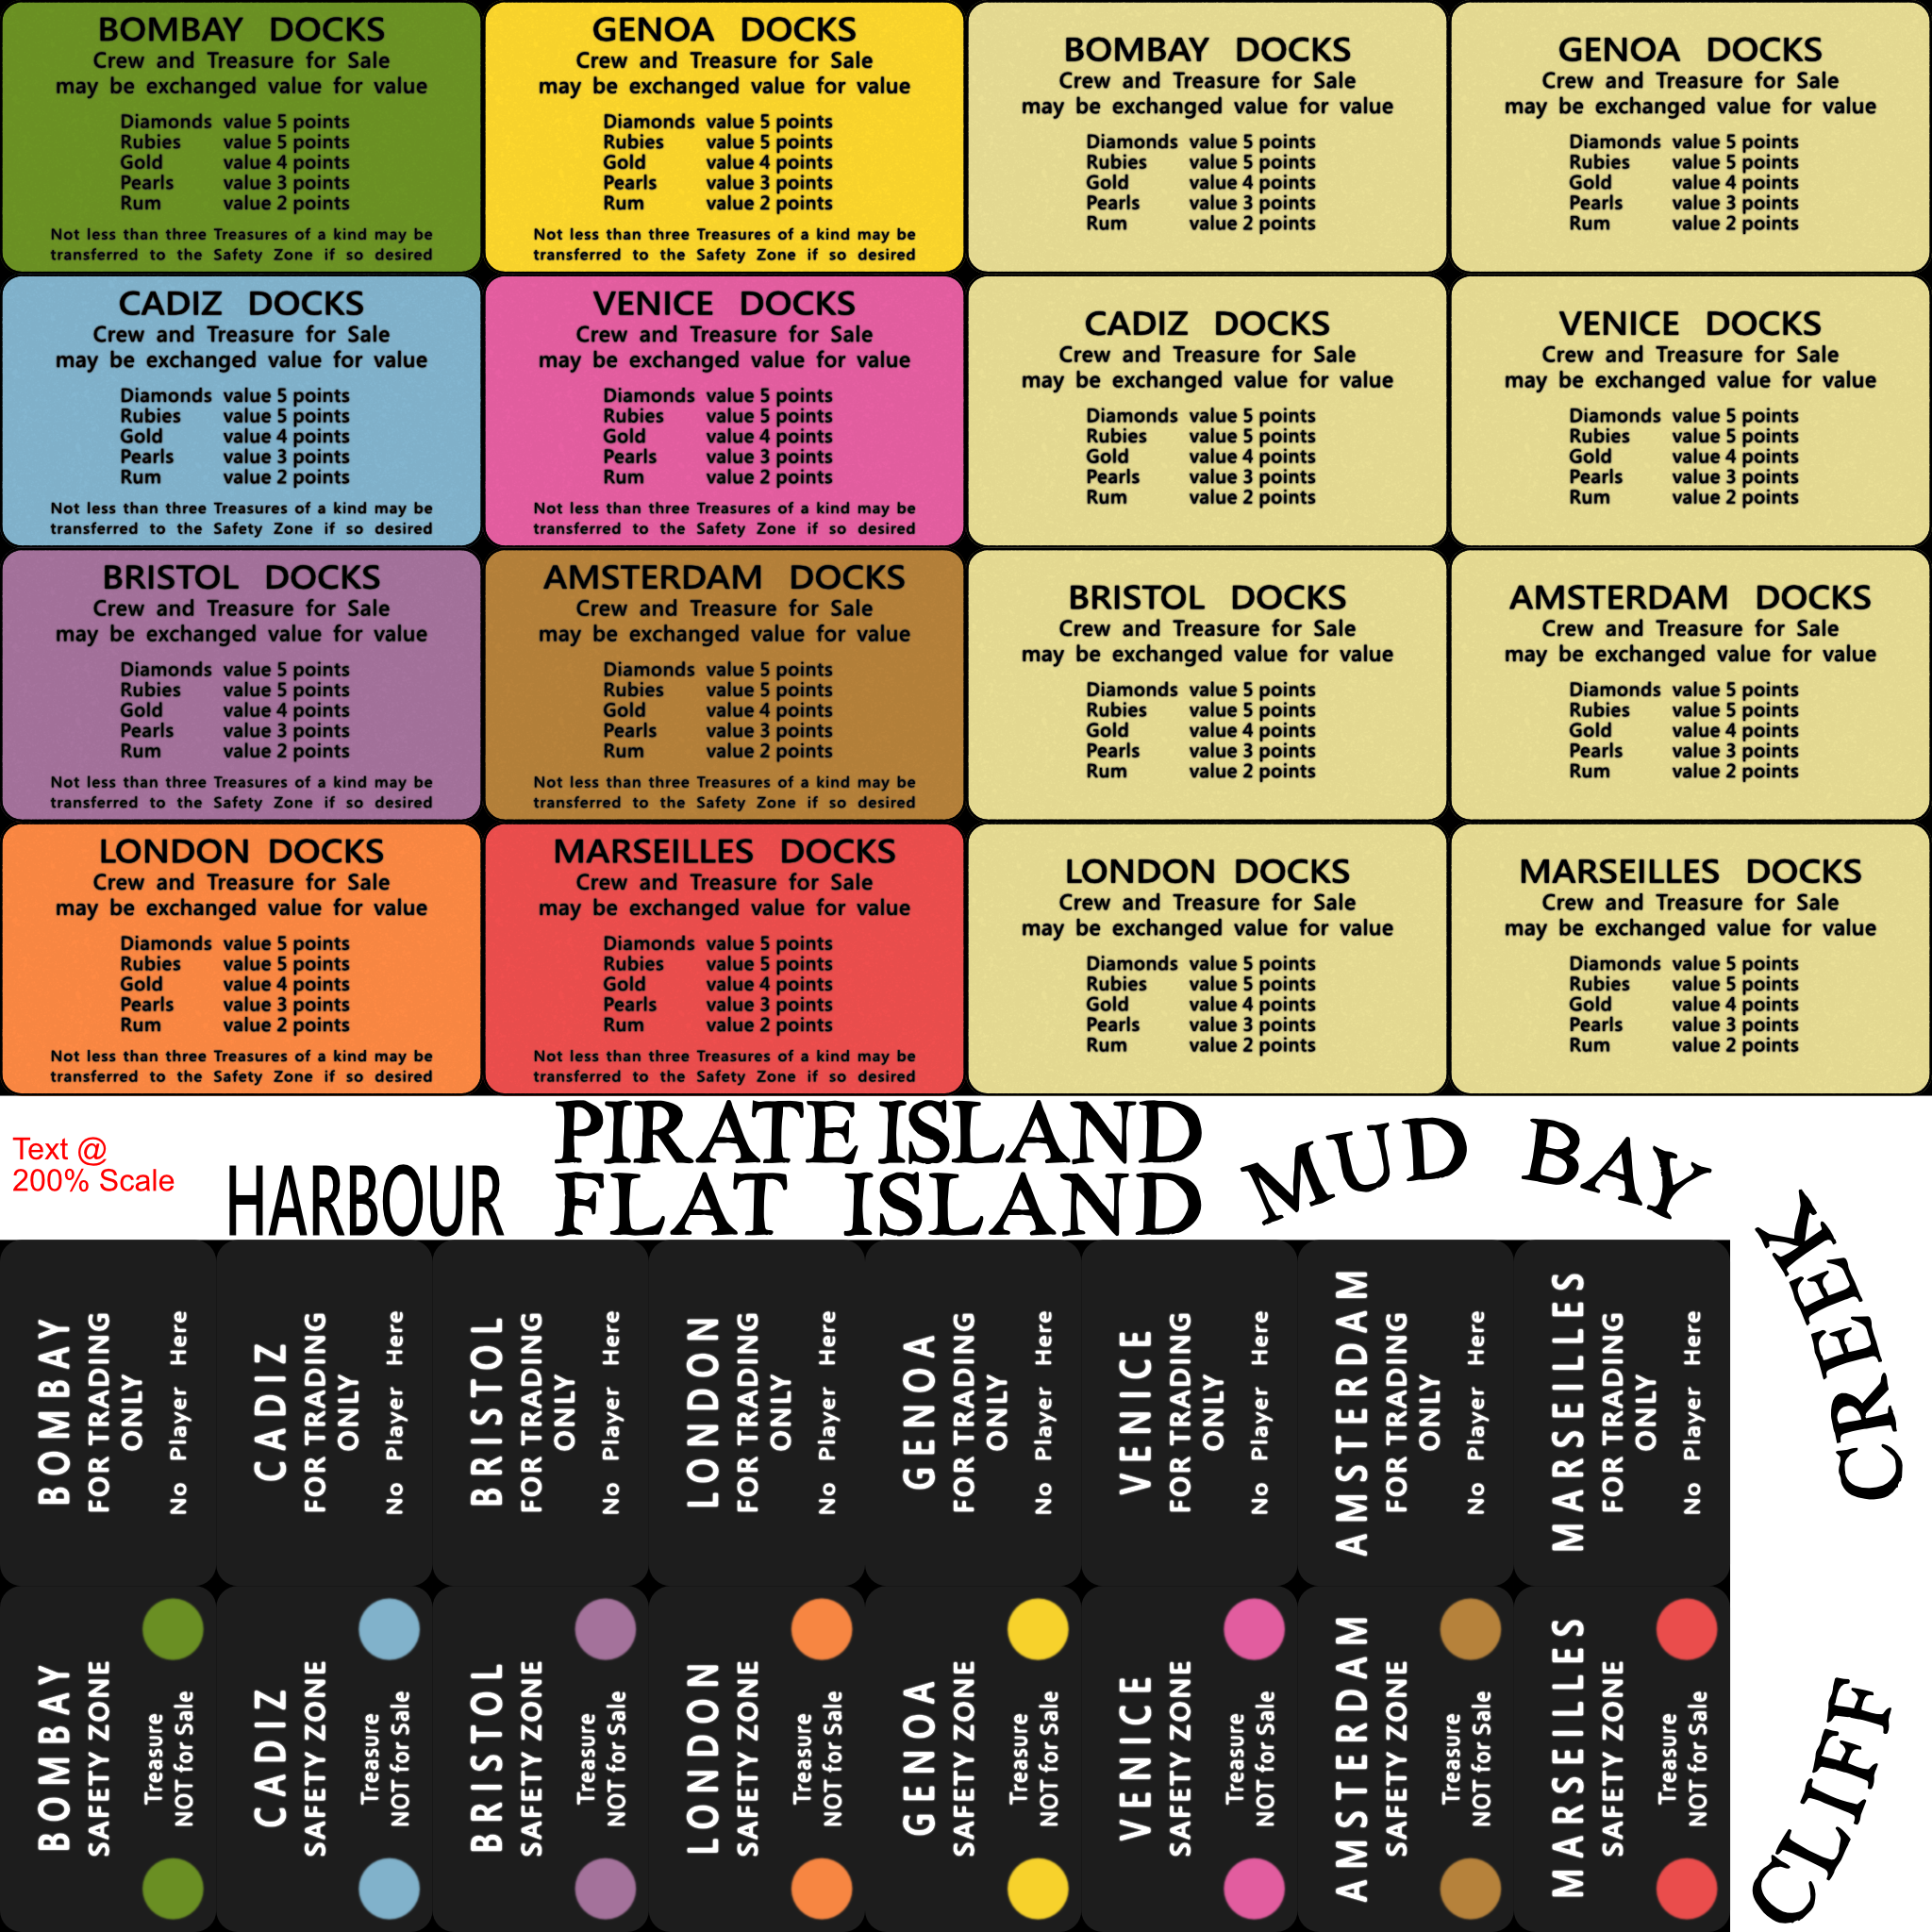 BOMBAY DOCKS
Crew and Treasure for Sale
may be exchanged value for value
Diamonds value 5 points
Rubies value 5 points
Gold value 4 points
Pearls value 3 points
Rum value 2 points
Not less than three Treasures of a kind may be
transferred to the Safety Zone if so desired
GENOA DOCKS
Crew and Treasure for Sale
may be exchanged value for value
Diamonds value 5 points
Rubies value 5 points
Gold value 4 points
Pearls value 3 points
Rum value 2 points
Not less than three Treasures of a kind may be
transferred to the Safety Zone if so desired
BOMBAY DOCKS
Crew and Treasure for Sale
may be exchanged value for value
Diamonds value 5 points
Rubies value 5 points
Gold value 4 points
Pearls value 3 points
Rum value 2 points
GENOA DOCKS
Crew and Treasure for Sale
may be exchanged value for value
Diamonds value 5 points
Rubies value 5 points
Gold value 4 points
Pearls value 3 points
Rum value 2 points
CADIZ DOCKS
Crew and Treasure for Sale
may be exchanged value for value
Diamonds value 5 points
Rubies value 5 points
Gold value 4 points
Pearls value 3 points
Rum value 2 points
Not less than three Treasures of a kind may be
transferred to the Safety Zone if so desired
VENICE DOCKS
Crew and Treasure for Sale
may be exchanged value for value
Diamonds value 5 points
Rubies value 5 points
Gold value 4 points
Pearls value 3 points
Rum value 2 points
Not less than three Treasures of a kind may be
transferred to the Safety Zone if so desired
CADIZ DOCKS
Crew and Treasure for Sale
may be exchanged value for value
Diamonds value 5 points
Rubies value 5 points
Gold value 4 points
Pearls value 3 points
Rum value 2 points
VENICE DOCKS
Crew and Treasure for Sale
may be exchanged value for value
Diamonds value 5 points
Rubies value 5 points
Gold value 4 points
Pearls value 3 points
Rum value 2 points
BRISTOL DOCKS
Crew and Treasure for Sale
may be exchanged value for value
Diamonds value 5 points
Rubies value 5 points
Gold value 4 points
Pearls value 3 points
Rum value 2 points
Not less than three Treasures of a kind may be
transferred to the Safety Zone if so desired
AMSTERDAM DOCKS
Crew and Treasure for Sale
may be exchanged value for value
Diamonds value 5 points
Rubies value 5 points
Gold value 4 points
Pearls value 3 points
Rum value 2 points
Not less than three Treasures of a kind may be
transferred to the Safety Zone if so desired
BRISTOL DOCKS
Crew and Treasure for Sale
may be exchanged value for value
Diamonds value 5 points
Rubies value 5 points
Gold value 4 points
Pearls value 3 points
Rum value 2 points
AMSTERDAM DOCKS
Crew and Treasure for Sale
may be exchanged value for value
Diamonds value 5 points
Rubies value 5 points
Gold value 4 points
Pearls value 3 points
Rum value 2 points
LONDON DOCKS
Crew and Treasure for Sale
may be exchanged value for value
Diamonds value 5 points
Rubies value 5 points
Gold value 4 points
Pearls value 3 points
Rum value 2 points
Not less than three Treasures of a kind may be
transferred to the Safety Zone if so desired
MARSEILLES DOCKS
Crew and Treasure for Sale
may be exchanged value for value
Diamonds value 5 points
Rubies value 5 points
Gold value 4 points
Pearls value 3 points
Rum value 2 points
Not less than three Treasures of a kind may be
transferred to the Safety Zone if so desired
LONDON DOCKS
Crew and Treasure for Sale
may be exchanged value for value
Diamonds value 5 points
Rubies value 5 points
Gold value 4 points
Pearls value 3 points
Rum value 2 points
MARSEILLES DOCKS
Crew and Treasure for Sale
may be exchanged value for value
Diamonds value 5 points
Rubies value 5 points
Gold value 4 points
Pearls value 3 points
Rum value 2 points
Text @
200% Scale
HARBOUR
PIRATE ISLAND
FLAT ISLAND
MUD BAY
CREEK
CLIFF
BOMBAY
FOR TRADING
ONLY
No Player Here
CADIZ
FOR TRADING
ONLY
No Player Here
BRISTOL
FOR TRADING
ONLY
No Player Here
LONDON
FOR TRADING
ONLY
No Player Here
GENOA
FOR TRADING
ONLY
No Player Here
VENICE
FOR TRADING
ONLY
No Player Here
AMSTERDAM
FOR TRADING
ONLY
No Player Here
MARSEILLES
FOR TRADING
ONLY
No Player Here
BOMBAY
SAFETY ZONE
Treasure
NOT for Sale
CADIZ
SAFETY ZONE
Treasure
NOT for Sale
BRISTOL
SAFETY ZONE
Treasure
NOT for Sale
LONDON
SAFETY ZONE
Treasure
NOT for Sale
GENOA
SAFETY ZONE
Treasure
NOT for Sale
VENICE
SAFETY ZONE
Treasure
NOT for Sale
AMSTERDAM
SAFETY ZONE
Treasure
NOT for Sale
MARSEILLES
SAFETY ZONE
Treasure
NOT for Sale